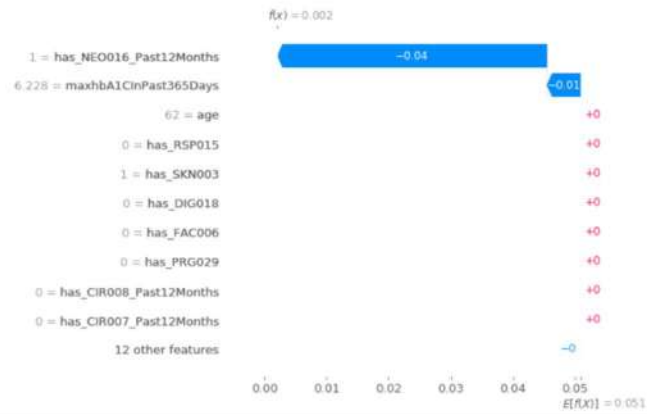 f(x) = 0.002
1 = has_NEO016_Past12Months
−0.04
6.228 = maxhbA1CInPast365Days
−0.01
62 = age
+0
0 = has_RSP015
+0
1 = has_SKN003
+0
0 = has_DIG018
+0
0 = has_FAC006
+0
0 = has_PRG029
+0
0 = has_CIR008_Past12Months
+0
0 = has_CIR007_Past12Months
+0
12 other features
−0
0.00 0.01 0.02 0.03 0.04 0.05
E[f(X)] = 0.051